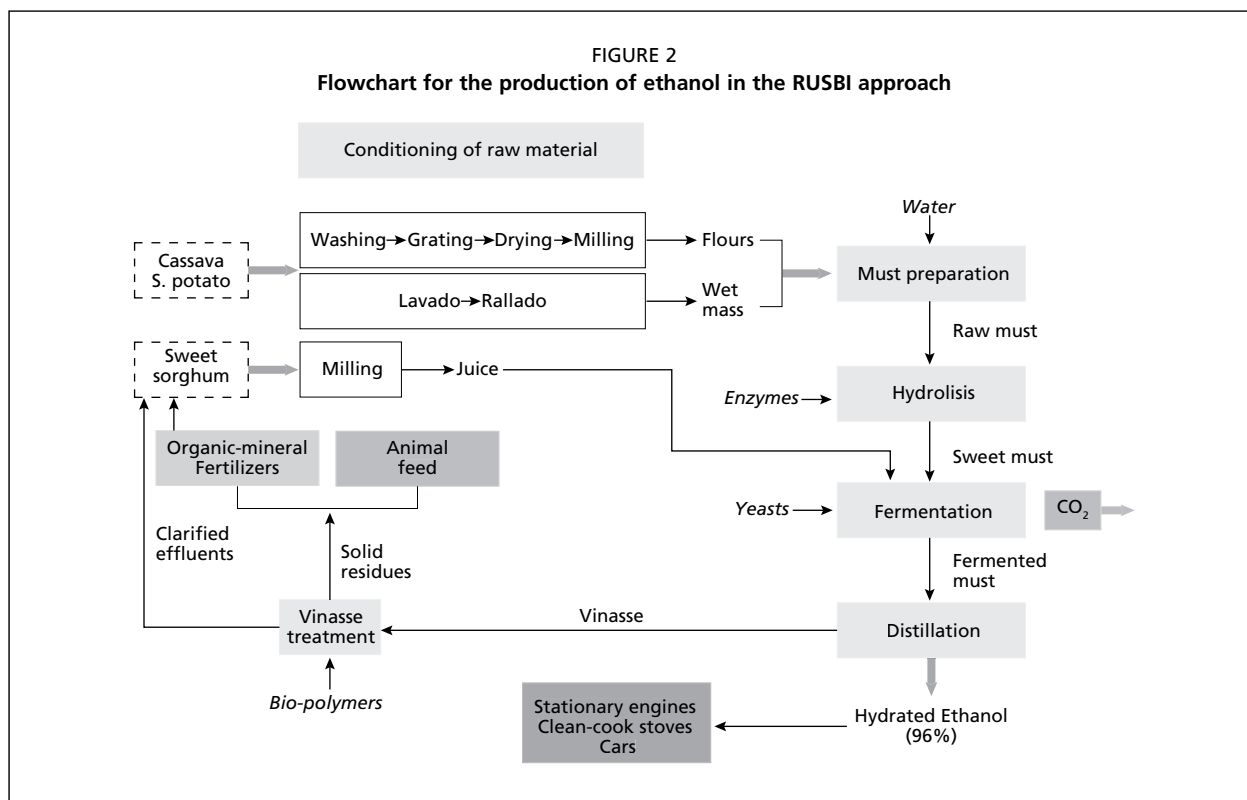 FIGURE 2
Flowchart for the production of ethanol in the RUSBI approach
Conditioning of raw material
Water
Cassava
S. potato
Washing
Grating
Drying
Milling
Flours
Lavado
Rallado
Wet
mass
Must preparation
Raw must
Sweet
sorghum
Milling
Juice
Enzymes
Hydrolisis
Sweet must
Organic-mineral
Fertilizers
Animal
feed
Yeasts
Fermentation
CO₂
Clarified
effluents
Solid
residues
Fermented
must
Vinasse
treatment
Vinasse
Distillation
Bio-polymers
Stationary engines
Clean-cook stoves
Cars
Hydrated Ethanol
(96%)